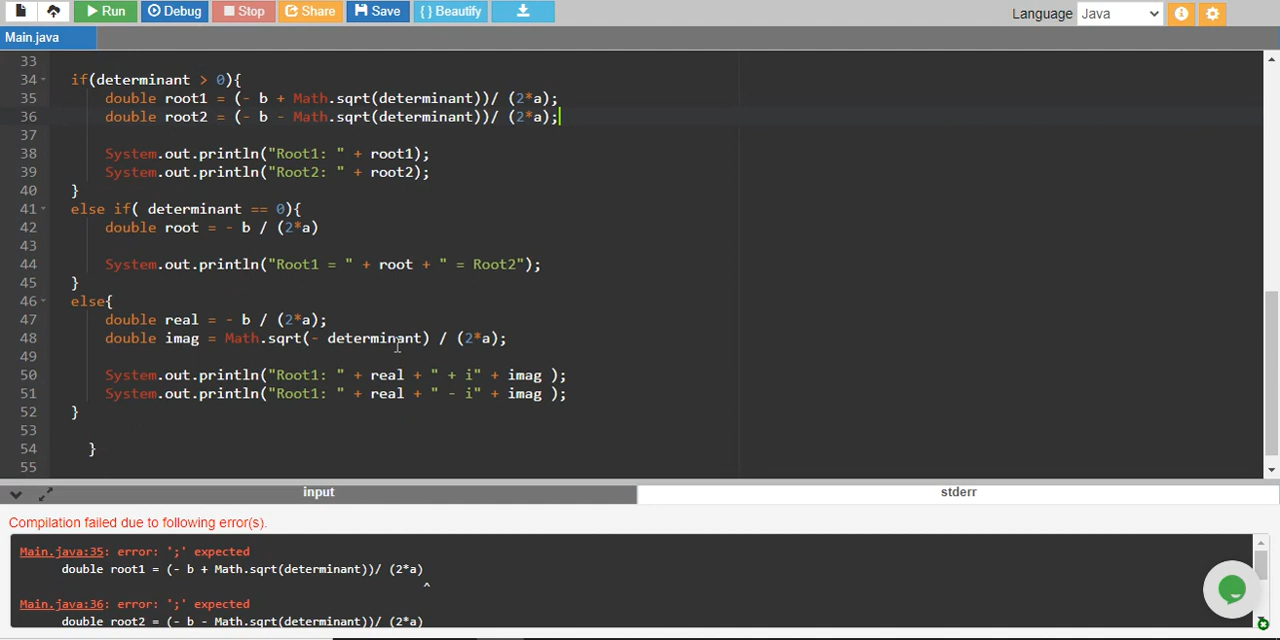 Run Debug Stop Share Save { } Beautify Language Java
Main.java
33
34 if(determinant > 0){
35 double root1 = (- b + Math.sqrt(determinant))/ (2*a);
36 double root2 = (- b - Math.sqrt(determinant))/ (2*a);
37
38 System.out.println("Root1: " + root1);
39 System.out.println("Root2: " + root2);
40 }
41 else if( determinant == 0){
42 double root = - b / (2*a)
43
44 System.out.println("Root1 = " + root + " = Root2");
45 }
46 else{
47 double real = - b / (2*a);
48 double imag = Math.sqrt(- determinant) / (2*a);
49
50 System.out.println("Root1: " + real + " + i" + imag );
51 System.out.println("Root1: " + real + " - i" + imag );
52 }
53
54 }
55
input stderr
Compilation failed due to following error(s).
Main.java:35: error: ';' expected
double root1 = (- b + Math.sqrt(determinant))/ (2*a)
^
Main.java:36: error: ';' expected
double root2 = (- b - Math.sqrt(determinant))/ (2*a)